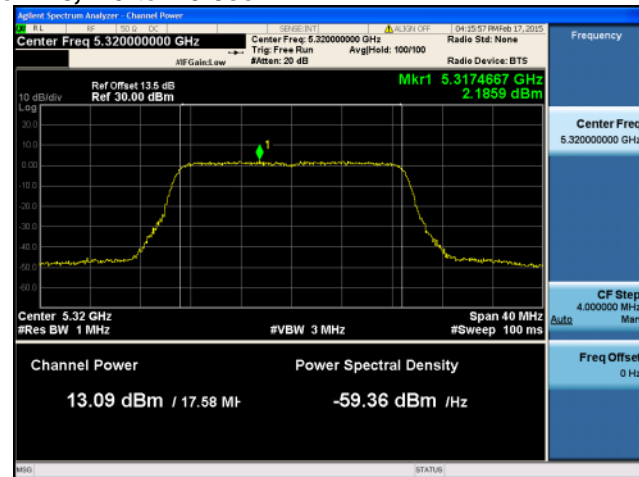 Agilent Spectrum Analyzer - Channel Power
RL RF 50 Ω DC SENSE:INT ALIGN OFF 04:15:57 PM Feb 17, 2015
Center Freq 5.320000000 GHz
Center Freq: 5.320000000 GHz
Radio Std: None
Trig: Free Run Avg|Hold: 100/100
#IFGain:Low #Atten: 20 dB Radio Device: BTS
Ref Offset 13.5 dB
10 dB/div Ref 30.00 dBm
Mkr1 5.3174667 GHz
2.1859 dBm
Log
20.0
10.0
0.00
-10.0
-20.0
-30.0
-40.0
-50.0
-60.0
1
Center 5.32 GHz Span 40 MHz
#Res BW 1 MHz #VBW 3 MHz #Sweep 100 ms
Channel Power Power Spectral Density
13.09 dBm / 17.58 MH -59.36 dBm /Hz
MSG STATUS
Frequency
Center Freq
5.320000000 GHz
CF Step
4.000000 MHz
Auto Man
Freq Offset
0 Hz